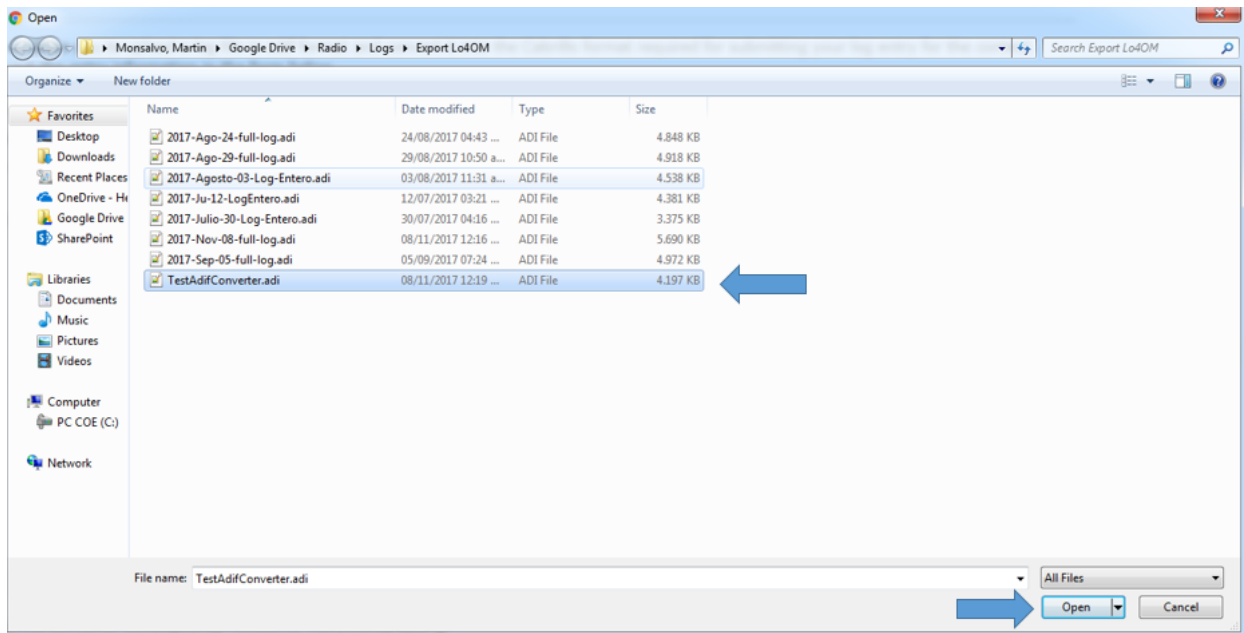 Open
Monsalvo, Martin ▸ Google Drive ▸ Radio ▸ Logs ▸ Export Lo4OM
Search Export Lo4OM
Organize New folder
Name Date modified Type Size
2017-Ago-24-full-log.adi 24/08/2017 04:43 ... ADI File 4.848 KB
2017-Ago-29-full-log.adi 29/08/2017 10:50 a... ADI File 4.918 KB
2017-Agosto-03-Log-Entero.adi 03/08/2017 11:31 a... ADI File 4.538 KB
2017-Ju-12-LogEntero.adi 12/07/2017 03:21 ... ADI File 4.381 KB
2017-Julio-30-Log-Entero.adi 30/07/2017 04:16 ... ADI File 3.375 KB
2017-Nov-08-full-log.adi 08/11/2017 12:16 ... ADI File 5.690 KB
2017-Sep-05-full-log.adi 05/09/2017 07:24 ... ADI File 4.972 KB
TestAdifConverter.adi 08/11/2017 12:19 ... ADI File 4.197 KB
Favorites
Desktop
Downloads
Recent Places
OneDrive - He
Google Drive
SharePoint
Libraries
Documents
Music
Pictures
Videos
Computer
PC COE (C:)
Network
File name: TestAdifConverter.adi
All Files
Open Cancel